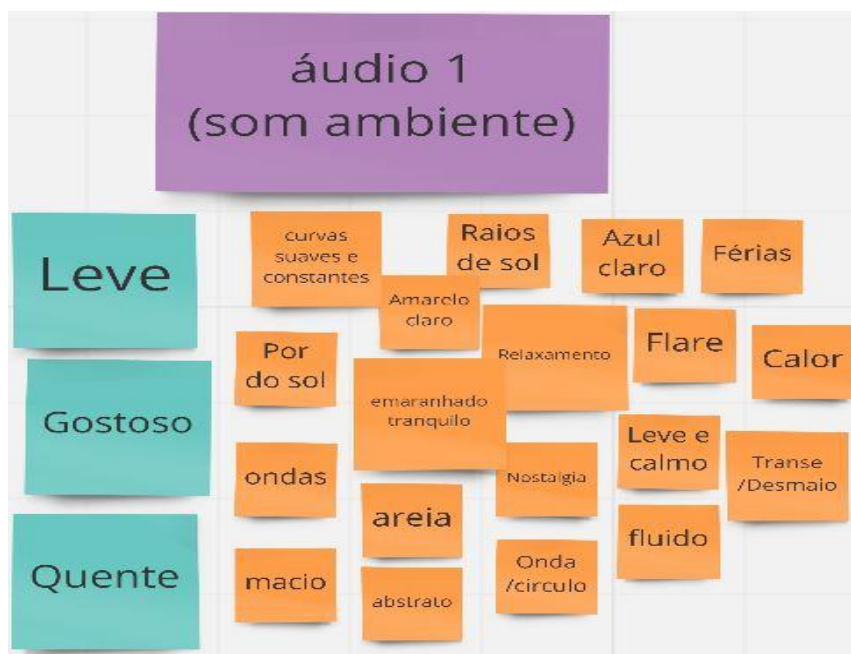 áudio 1
(som ambiente)
Leve
Gostoso
Quente
curvas
suaves e
constantes
Raios
de sol
Azul
claro
Férias
Amarelo
claro
Por
do sol
Relaxamento
Flare
Calor
emaranhado
tranquilo
ondas
Nostalgia
Leve e
calmo
Transe
/Desmaio
areia
fluido
macio
abstrato
Onda
/circulo